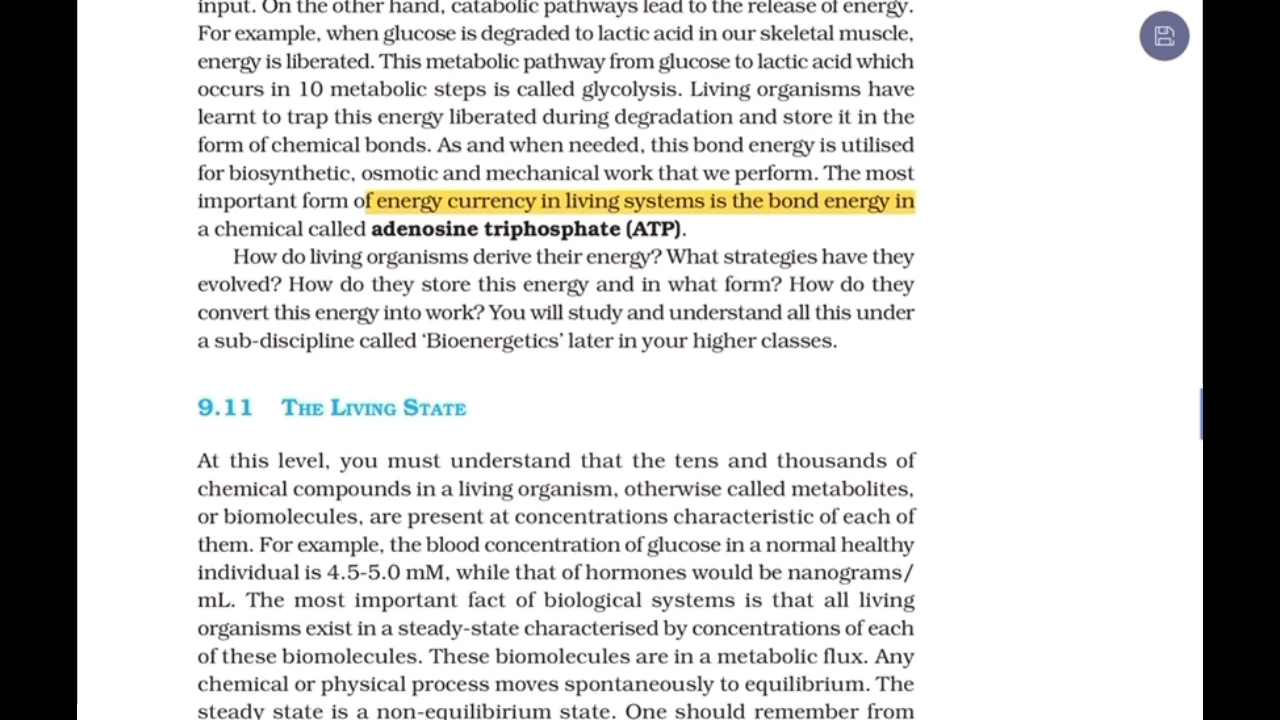 input. On the other hand, catabolic pathways lead to the release of energy.
For example, when glucose is degraded to lactic acid in our skeletal muscle,
energy is liberated. This metabolic pathway from glucose to lactic acid which
occurs in 10 metabolic steps is called glycolysis. Living organisms have
learnt to trap this energy liberated during degradation and store it in the
form of chemical bonds. As and when needed, this bond energy is utilised
for biosynthetic, osmotic and mechanical work that we perform. The most
important form of energy currency in living systems is the bond energy in
a chemical called adenosine triphosphate (ATP).
How do living organisms derive their energy? What strategies have they
evolved? How do they store this energy and in what form? How do they
convert this energy into work? You will study and understand all this under
a sub-discipline called ‘Bioenergetics’ later in your higher classes.
9.11 The Living State
At this level, you must understand that the tens and thousands of
chemical compounds in a living organism, otherwise called metabolites,
or biomolecules, are present at concentrations characteristic of each of
them. For example, the blood concentration of glucose in a normal healthy
individual is 4.5-5.0 mM, while that of hormones would be nanograms/
mL. The most important fact of biological systems is that all living
organisms exist in a steady-state characterised by concentrations of each
of these biomolecules. These biomolecules are in a metabolic flux. Any
chemical or physical process moves spontaneously to equilibrium. The
steady state is a non-equilibirium state. One should remember from